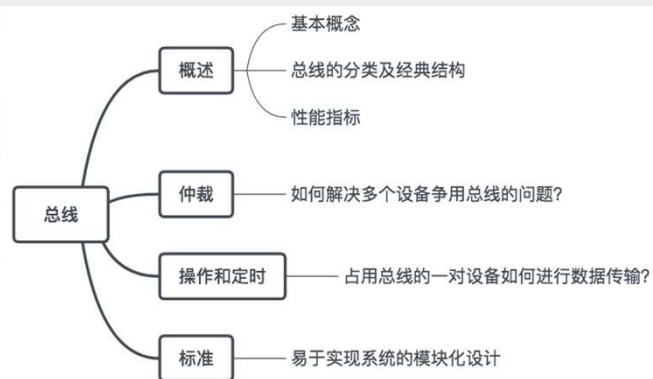 基本概念
概述
总线的分类及经典结构
性能指标
总线
仲裁
如何解决多个设备争用总线的问题?
操作和定时
占用总线的一对设备如何进行数据传输?
标准
易于实现系统的模块化设计